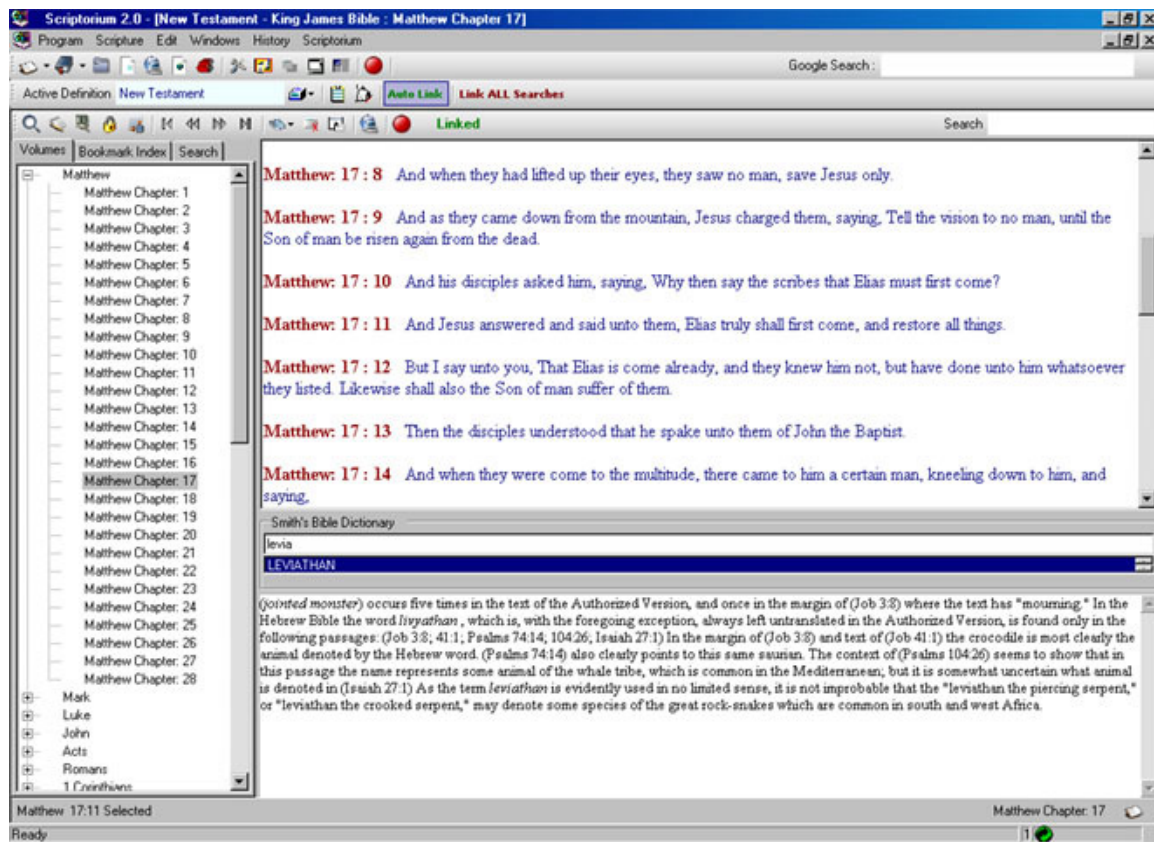 Scriptorium 2.0 - [New Testament - King James Bible : Matthew Chapter 17]
Program Scripture Edit Windows History Scriptorium
Google Search :
Active Definition New Testament Auto Link Link ALL Searches
Linked Search
Volumes Bookmark Index Search
Matthew
Matthew Chapter: 1
Matthew Chapter: 2
Matthew Chapter: 3
Matthew Chapter: 4
Matthew Chapter: 5
Matthew Chapter: 6
Matthew Chapter: 7
Matthew Chapter: 8
Matthew Chapter: 9
Matthew Chapter: 10
Matthew Chapter: 11
Matthew Chapter: 12
Matthew Chapter: 13
Matthew Chapter: 14
Matthew Chapter: 15
Matthew Chapter: 16
Matthew Chapter: 17
Matthew Chapter: 18
Matthew Chapter: 19
Matthew Chapter: 20
Matthew Chapter: 21
Matthew Chapter: 22
Matthew Chapter: 23
Matthew Chapter: 24
Matthew Chapter: 25
Matthew Chapter: 26
Matthew Chapter: 27
Matthew Chapter: 28
Mark
Luke
John
Acts
Romans
1 Corinthians
Matthew: 17 : 8 And when they had lifted up their eyes, they saw no man, save Jesus only.
Matthew: 17 : 9 And as they came down from the mountain, Jesus charged them, saying, Tell the vision to no man, until the
Son of man be risen again from the dead.
Matthew: 17 : 10 And his disciples asked him, saying, Why then say the scribes that Elias must first come?
Matthew: 17 : 11 And Jesus answered and said unto them, Elias truly shall first come, and restore all things.
Matthew: 17 : 12 But I say unto you, That Elias is come already, and they knew him not, but have done unto him whatsoever
they listed. Likewise shall also the Son of man suffer of them.
Matthew: 17 : 13 Then the disciples understood that he spake unto them of John the Baptist.
Matthew: 17 : 14 And when they were come to the multitude, there came to him a certain man, kneeling down to him, and
saying,
Smith's Bible Dictionary
levia
LEVIATHAN
(jointed monster) occurs five times in the text of the Authorized Version, and once in the margin of (Job 3:8) where the text has "mourning." In the
Hebrew Bible the word livyathan , which is, with the foregoing exception, always left untranslated in the Authorized Version, is found only in the
following passages: (Job 3:8; 41:1; Psalms 74:14; 104:26; Isaiah 27:1) In the margin of (Job 3:8) and text of (Job 41:1) the crocodile is most clearly the
animal denoted by the Hebrew word. (Psalms 74:14) also clearly points to this same saurian. The context of (Psalms 104:26) seems to show that in
this passage the name represents some animal of the whale tribe, which is common in the Mediterranean; but it is somewhat uncertain what animal
is denoted in (Isaiah 27:1) As the term leviathan is evidently used in no limited sense, it is not improbable that the "leviathan the piercing serpent,"
or "leviathan the crooked serpent," may denote some species of the great rock-snakes which are common in south and west Africa.
Matthew 17:11 Selected Matthew Chapter: 17
Ready 1